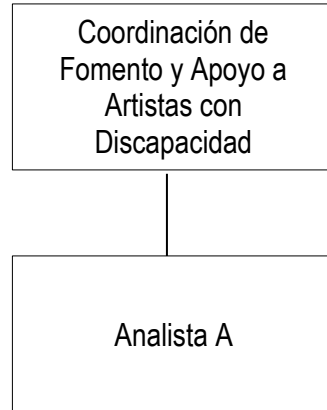 Coordinación de
Fomento y Apoyo a
Artistas con
Discapacidad
Analista A